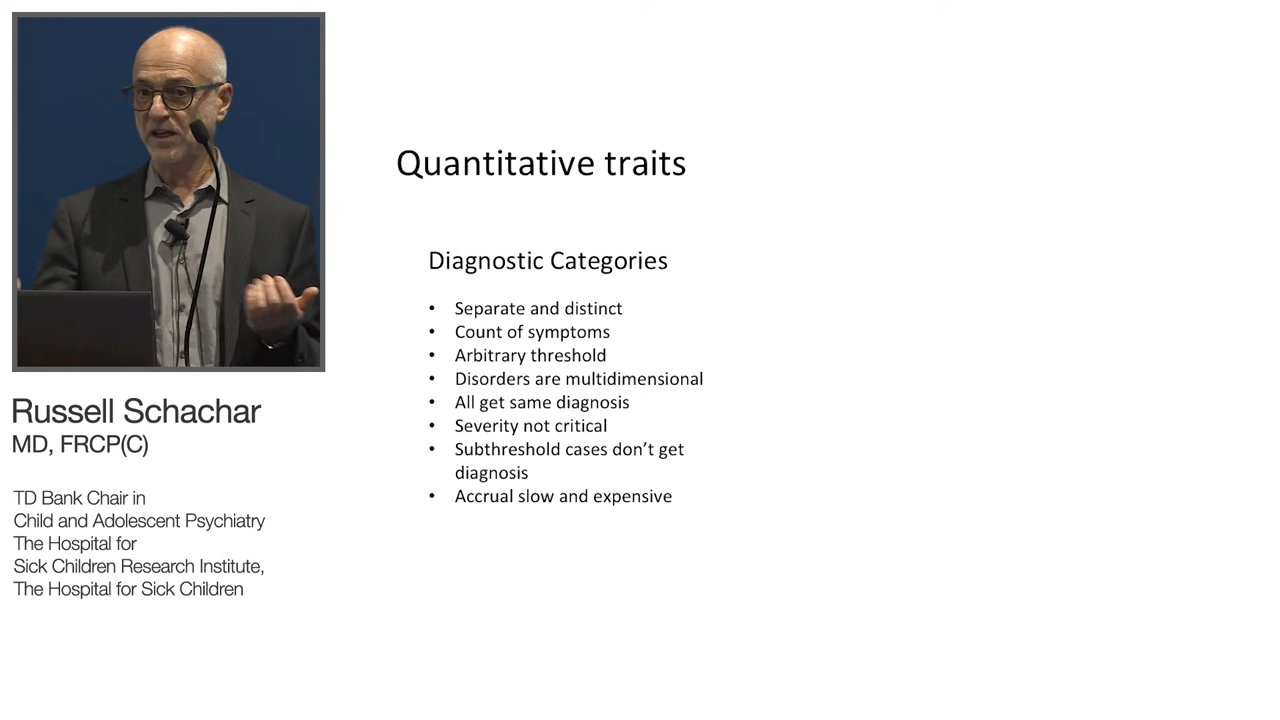 Quantitative traits
Diagnostic Categories
• Separate and distinct
• Count of symptoms
• Arbitrary threshold
• Disorders are multidimensional
• All get same diagnosis
• Severity not critical
• Subthreshold cases don’t get
diagnosis
• Accrual slow and expensive
Russell Schachar
MD, FRCP(C)
TD Bank Chair in
Child and Adolescent Psychiatry
The Hospital for
Sick Children Research Institute,
The Hospital for Sick Children